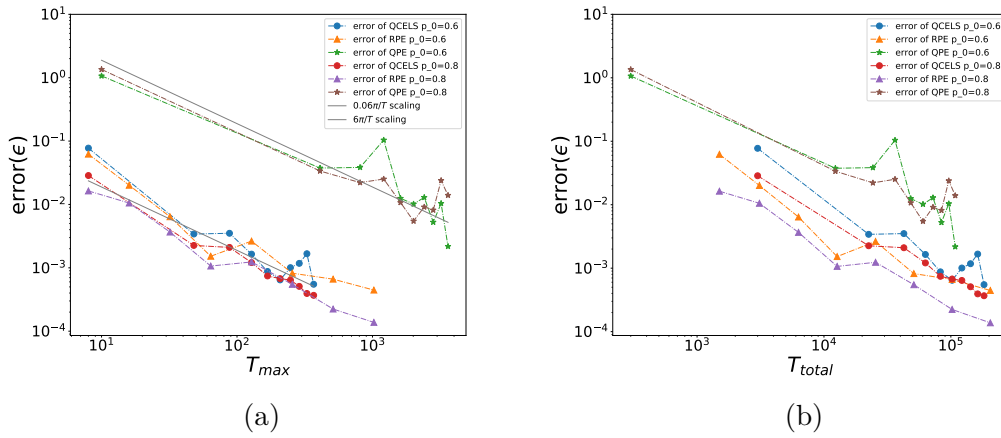 error(ϵ)
10^1
10^0
10^-1
10^-2
10^-3
10^-4
error of QCELS p_0=0.6
error of RPE p_0=0.6
error of QPE p_0=0.6
error of QCELS p_0=0.8
error of RPE p_0=0.8
error of QPE p_0=0.8
0.06π/T scaling
6π/T scaling
10^1
10^2
10^3
T_max
(a)
error(ϵ)
10^1
10^0
10^-1
10^-2
10^-3
10^-4
error of QCELS p_0=0.6
error of RPE p_0=0.6
error of QPE p_0=0.6
error of QCELS p_0=0.8
error of RPE p_0=0.8
error of QPE p_0=0.8
10^3
10^4
10^5
T_total
(b)